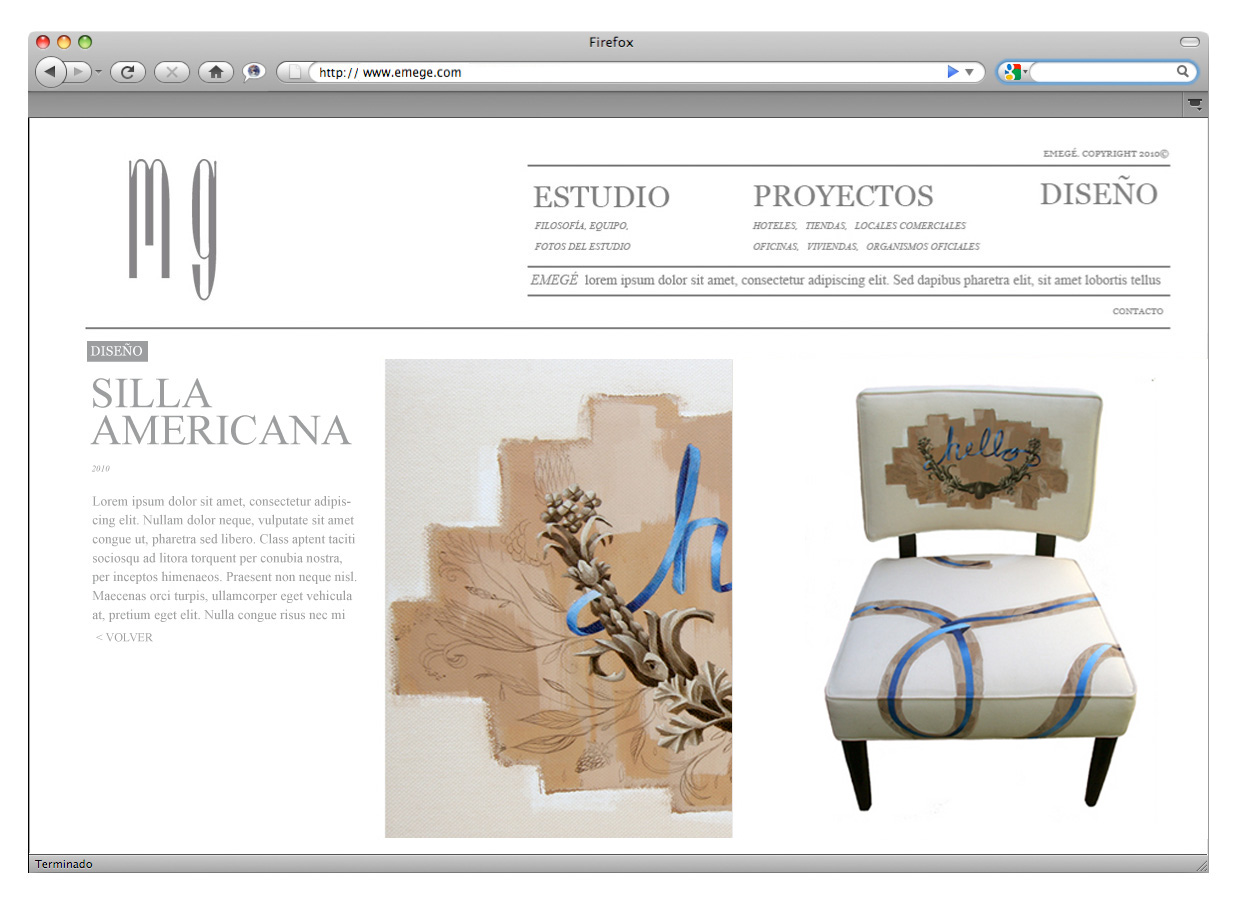 Firefox
http:// www.emege.com
mg
EMEGÉ. COPYRIGHT 2010©
ESTUDIO
FILOSOFÍA, EQUIPO,
FOTOS DEL ESTUDIO
PROYECTOS
HOTELES, TIENDAS, LOCALES COMERCIALES
OFICINAS, VIVIENDAS, ORGANISMOS OFICIALES
DISEÑO
EMEGÉ lorem ipsum dolor sit amet, consectetur adipiscing elit. Sed dapibus pharetra elit, sit amet lobortis tellus
CONTACTO
DISEÑO
SILLA
AMERICANA
2010
Lorem ipsum dolor sit amet, consectetur adipis-
cing elit. Nullam dolor neque, vulputate sit amet
congue ut, pharetra sed libero. Class aptent taciti
sociosqu ad litora torquent per conubia nostra,
per inceptos himenaeos. Praesent non neque nisl.
Maecenas orci turpis, ullamcorper eget vehicula
at, pretium eget elit. Nulla congue risus nec mi
< VOLVER
h
hello
Terminado